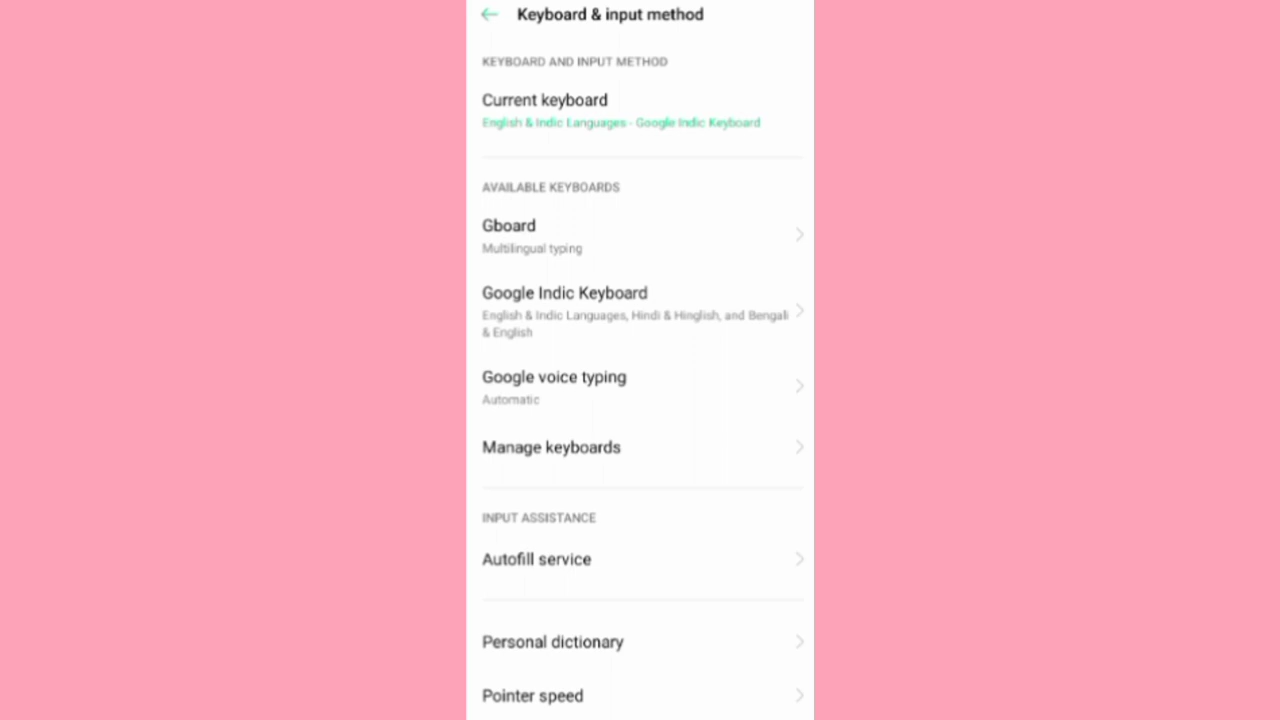 Keyboard & input method
KEYBOARD AND INPUT METHOD
Current keyboard
English & Indic Languages - Google Indic Keyboard
AVAILABLE KEYBOARDS
Gboard
Multilingual typing
Google Indic Keyboard
English & Indic Languages, Hindi & Hinglish, and Bengali
& English
Google voice typing
Automatic
Manage keyboards
INPUT ASSISTANCE
Autofill service
Personal dictionary
Pointer speed